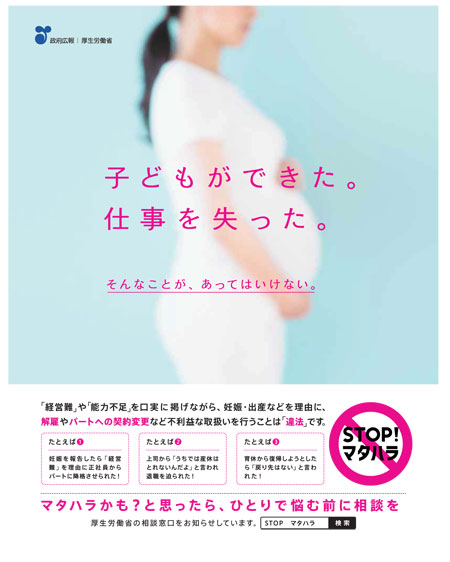 政府広報 | 厚生労働省
子どもができた。
仕事を失った。
そんなことが、あってはいけない。
「経営難」や「能力不足」を口実に掲げながら、妊娠・出産などを理由に、
解雇やパートへの契約変更など不利益な取扱いを行うことは「違法」です。
たとえば❶
妊娠を報告したら「経営
難」を理由に正社員から
パートに降格させられた!
たとえば❷
上司から「うちでは産休は
とれないんだよ」と言われ
退職を迫られた!
たとえば❸
育休から復帰しようとした
ら「戻り先はない」と言わ
れた!
STOP!
マタハラ
マタハラかも?と思ったら、ひとりで悩む前に相談を
厚生労働省の相談窓口をお知らせしています。 STOP マタハラ 検索